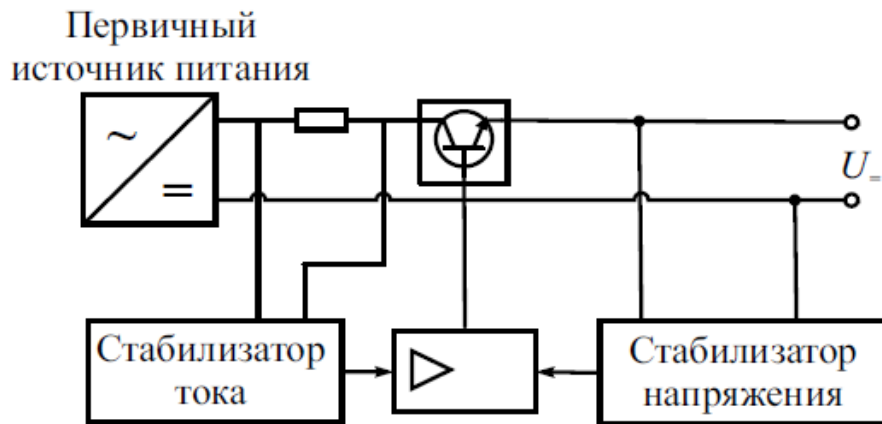 Первичный
источник питания
~
=
U=
Стабилизатор
тока
Стабилизатор
напряжения